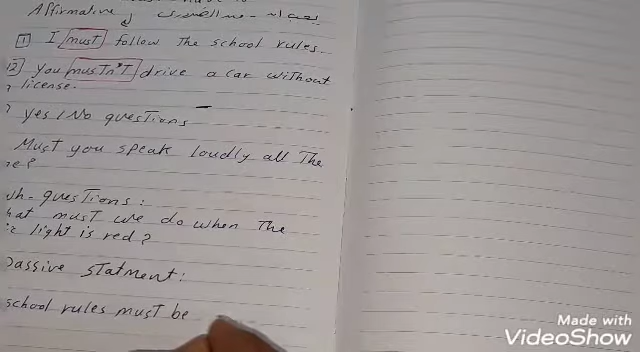 Affirmative
1 I must follow the school rules.
2 You mustn't drive a car without
license.
yes/No questions
Must you speak loudly all the
wh-questions:
what must we do when the
light is red?
passive statment:
school rules must be
Made with
VideoShow